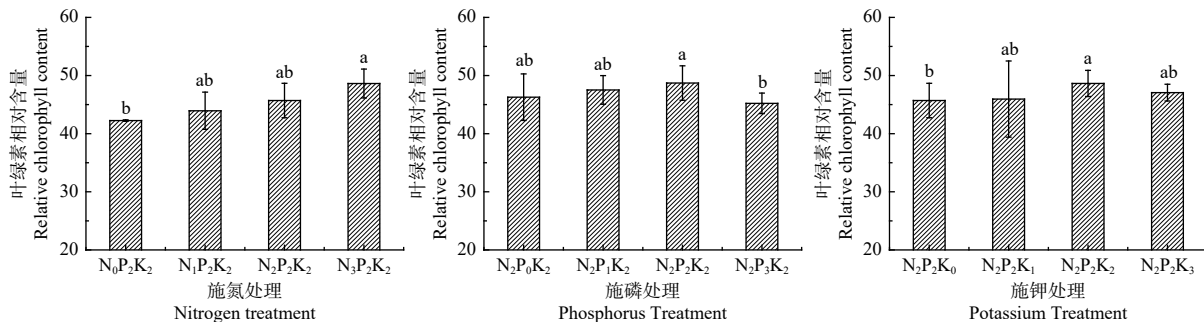 叶绿素相对含量
Relative chlorophyll content
60
50
40
30
20
b
ab
ab
a
N₀P₂K₂ N₁P₂K₂ N₂P₂K₂ N₃P₂K₂
施氮处理
Nitrogen treatment
叶绿素相对含量
Relative chlorophyll content
60
50
40
30
20
ab
ab
a
b
N₂P₀K₂ N₂P₁K₂ N₂P₂K₂ N₂P₃K₂
施磷处理
Phosphorus Treatment
叶绿素相对含量
Relative chlorophyll content
60
50
40
30
20
b
ab
a
ab
N₂P₂K₀ N₂P₂K₁ N₂P₂K₂ N₂P₂K₃
施钾处理
Potassium Treatment